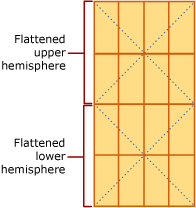 Flattened
upper
hemisphere
Flattened
lower
hemisphere